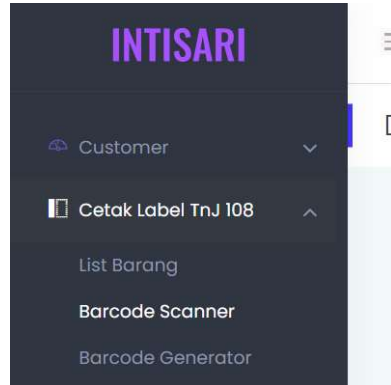 INTISARI
Customer
Cetak Label TnJ 108
List Barang
Barcode Scanner
Barcode Generator